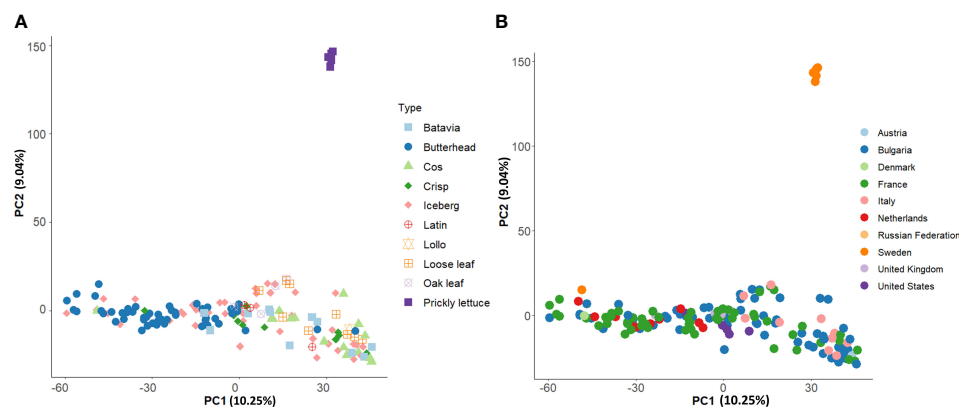 A
150
100
50
0
-60
-30
0
30
PC2 (9.04%)
PC1 (10.25%)
Type
Batavia
Butterhead
Cos
Crisp
Iceberg
Latin
Lollo
Loose leaf
Oak leaf
Prickly lettuce
B
150
100
50
0
-60
-30
0
30
PC2 (9.04%)
PC1 (10.25%)
Austria
Bulgaria
Denmark
France
Italy
Netherlands
Russian Federation
Sweden
United Kingdom
United States